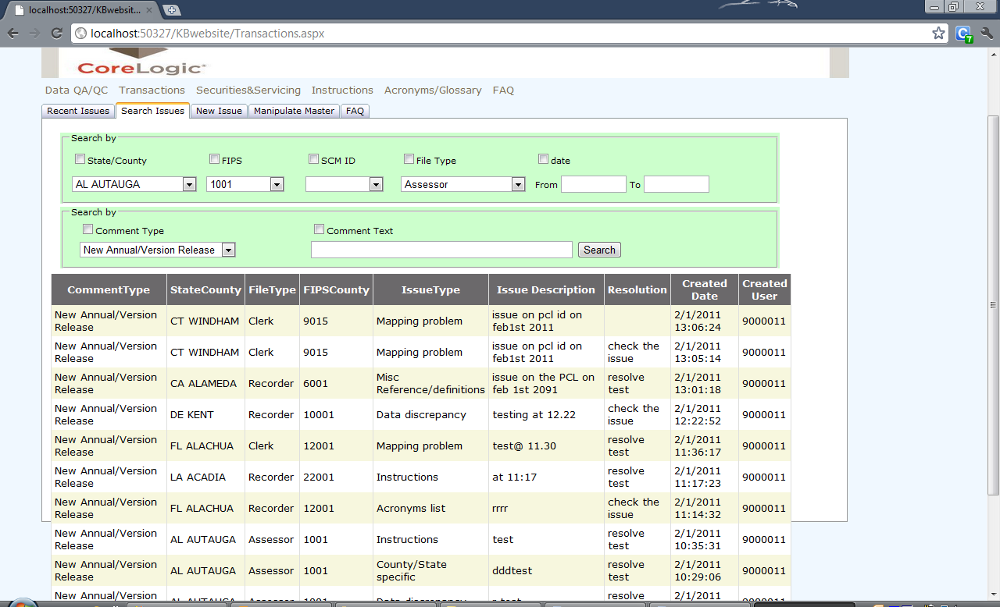 localhost:50327/KBwebsit...
localhost:50327/KBwebsite/Transactions.aspx
7
CoreLogic
Data QA/QC Transactions Securities&Servicing Instructions Acronyms/Glossary FAQ
Recent Issues Search Issues New Issue Manipulate Master FAQ
Search by
State/County FIPS SCM ID File Type date
AL AUTAUGA 1001 Assessor From To
Search by
Comment Type Comment Text
New Annual/Version Release Search
CommentType StateCounty FileType FIPSCounty IssueType Issue Description Resolution Created Date Created User
New Annual/Version Release CT WINDHAM Clerk 9015 Mapping problem issue on pcl id on feb1st 2011 2/1/2011 13:06:24 9000011
New Annual/Version Release CT WINDHAM Clerk 9015 Mapping problem issue on pcl id on feb1st 2011 check the issue 2/1/2011 13:05:14 9000011
New Annual/Version Release CA ALAMEDA Recorder 6001 Misc Reference/definitions issue on the PCL on feb 1st 2091 resolve test 2/1/2011 13:01:18 9000011
New Annual/Version Release DE KENT Recorder 10001 Data discrepancy testing at 12.22 check the issue 2/1/2011 12:22:52 9000011
New Annual/Version Release FL ALACHUA Clerk 12001 Mapping problem test@ 11.30 resolve test 2/1/2011 11:36:17 9000011
New Annual/Version Release LA ACADIA Recorder 22001 Instructions at 11:17 resolve test 2/1/2011 11:17:23 9000011
New Annual/Version Release FL ALACHUA Recorder 12001 Acronyms list rrrr check the issue 2/1/2011 11:14:32 9000011
New Annual/Version Release AL AUTAUGA Assessor 1001 Instructions test resolve test 2/1/2011 10:35:31 9000011
New Annual/Version Release AL AUTAUGA Assessor 1001 County/State specific dddtest resolve test 2/1/2011 10:29:06 9000011
New Annual/Version resolve 2/1/2011